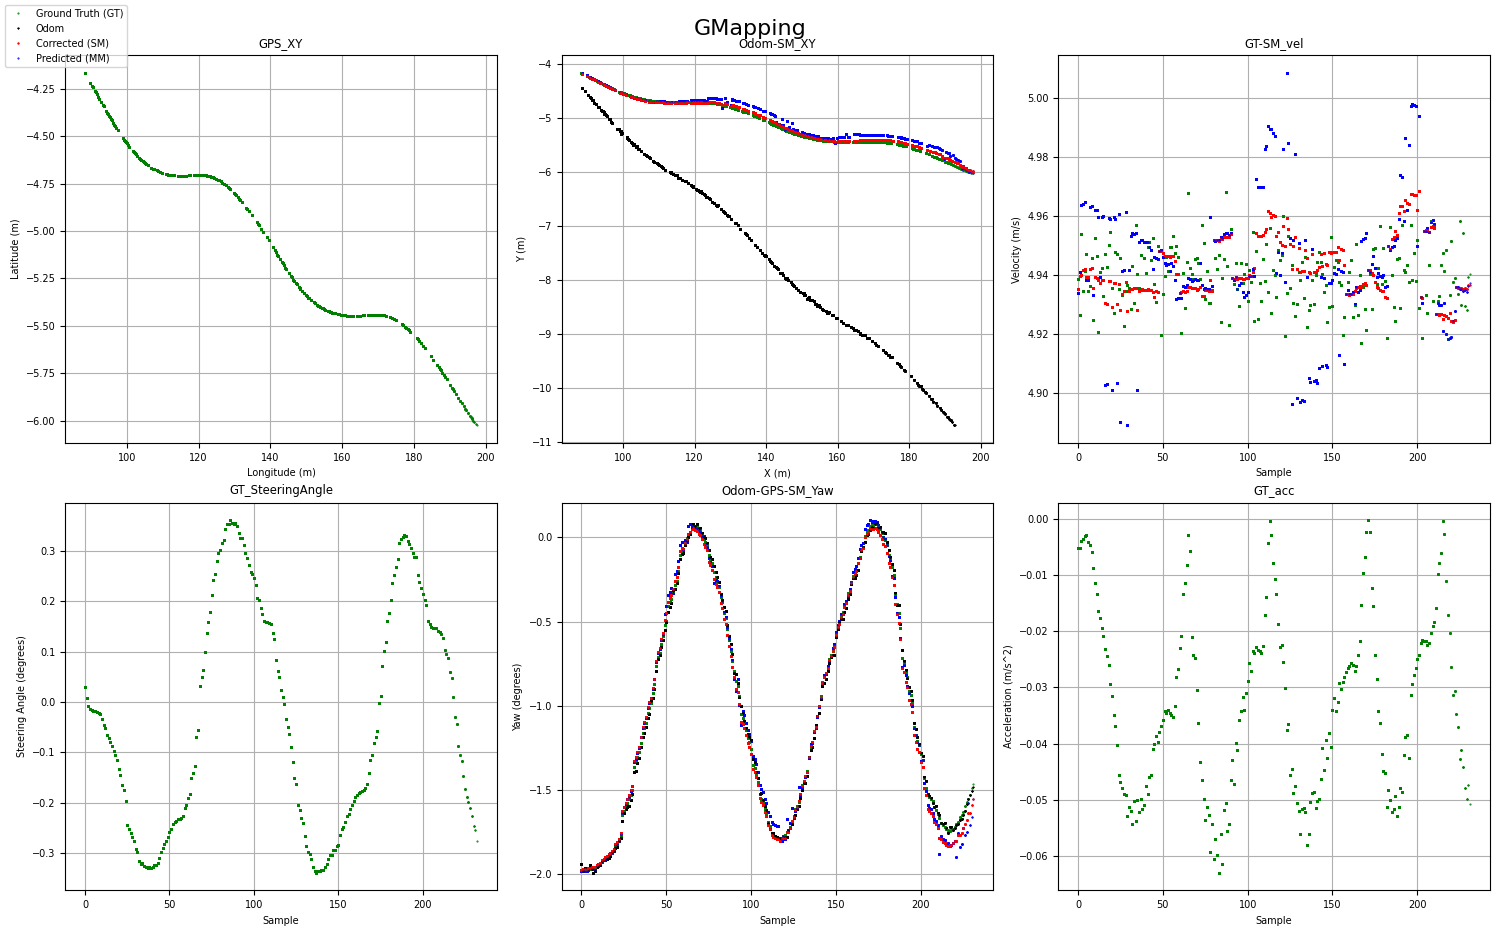 GMapping
Ground Truth (GT)
Odom
Corrected (SM)
Predicted (MM)
GPS_XY
−4.25
−4.50
−4.75
−5.00
−5.25
−5.50
−5.75
−6.00
Latitude (m)
100 120 140 160 180 200
Longitude (m)
Odom-SM_XY
−4
−5
−6
−7
−8
−9
−10
−11
Y (m)
100 120 140 160 180 200
X (m)
GT-SM_vel
5.00
4.98
4.96
4.94
4.92
4.90
Velocity (m/s)
0 50 100 150 200
Sample
GT_SteeringAngle
0.3
0.2
0.1
0.0
−0.1
−0.2
−0.3
Steering Angle (degrees)
0 50 100 150 200
Sample
Odom-GPS-SM_Yaw
0.0
−0.5
−1.0
−1.5
−2.0
Yaw (degrees)
0 50 100 150 200
Sample
GT_acc
0.00
−0.01
−0.02
−0.03
−0.04
−0.05
−0.06
Acceleration (m/s^2)
0 50 100 150 200
Sample